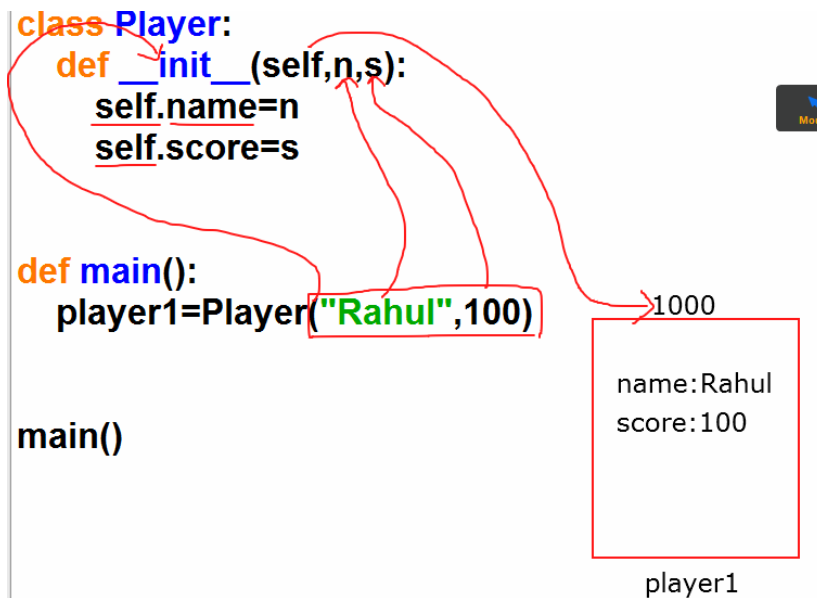 class Player:
def __init__(self,n,s):
self.name=n
self.score=s
def main():
player1=Player("Rahul",100)
main()
1000
name:Rahul
score:100
player1